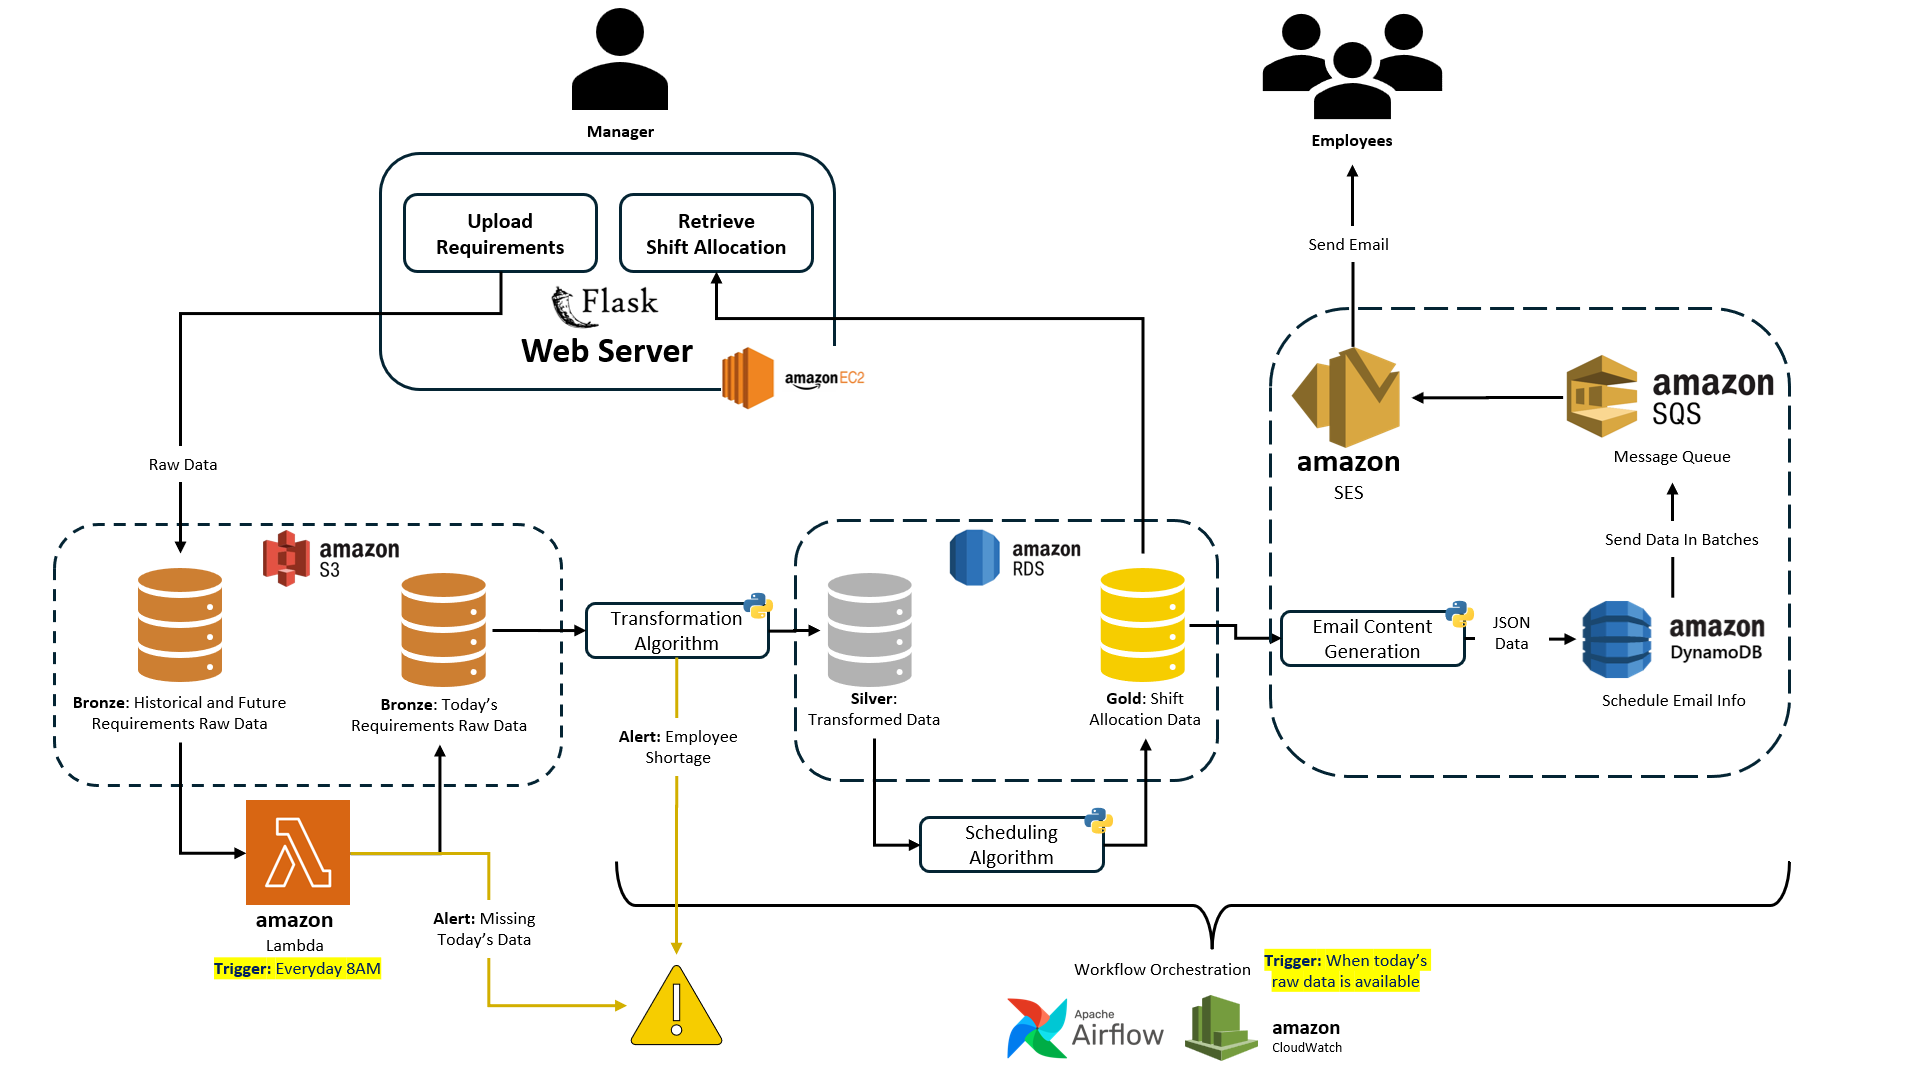 Manager
Employees
Upload
Requirements
Retrieve
Shift Allocation
Flask
Web Server
amazon EC2
Send Email
Raw Data
amazon
SES
amazon
SQS
Message Queue
Send Data In Batches
amazon
S3
amazon
RDS
Transformation
Algorithm
Email Content
Generation
JSON
Data
amazon
DynamoDB
Schedule Email Info
Bronze: Historical and Future
Requirements Raw Data
Bronze: Today's
Requirements Raw Data
Silver:
Transformed Data
Gold: Shift
Allocation Data
Alert: Employee
Shortage
Scheduling
Algorithm
amazon
Lambda
Trigger: Everyday 8AM
Alert: Missing
Today's Data
Workflow Orchestration
Trigger: When today's
raw data is available
Apache
Airflow
amazon
CloudWatch